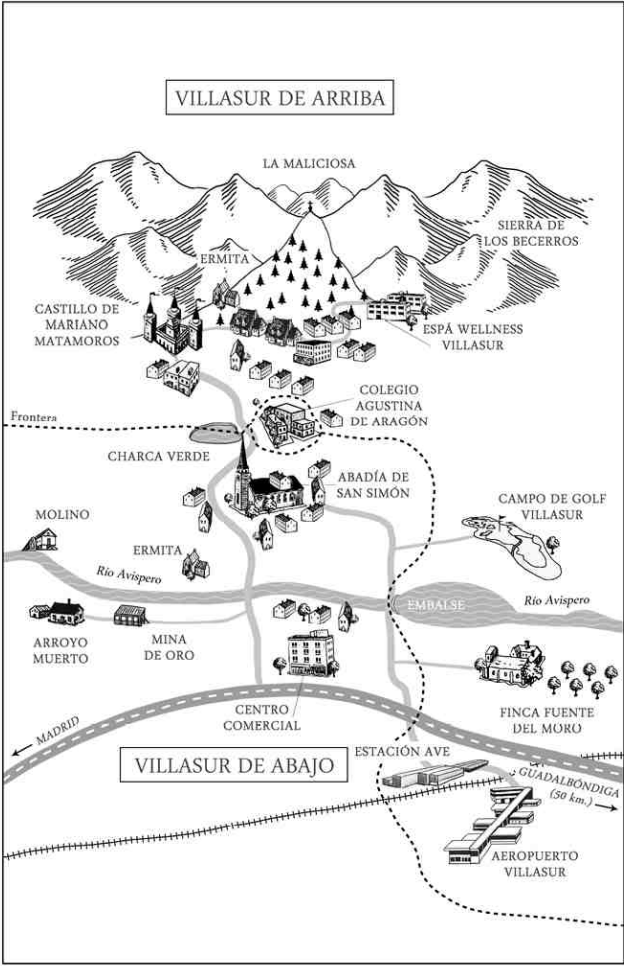 VILLASUR DE ARRIBA
LA MALICIOSA
SIERRA DE
LOS BECERROS
ERMITA
CASTILLO DE
MARIANO
MATAMOROS
ESPÁ WELLNESS
VILLASUR
COLEGIO
AGUSTINA
DE ARAGÓN
Frontera
CHARCA VERDE
ABADÍA DE
SAN SIMÓN
CAMPO DE GOLF
VILLASUR
MOLINO
ERMITA
Río Avispero
EMBALSE
Río Avispero
ARROYO
MUERTO
MINA
DE ORO
CENTRO
COMERCIAL
FINCA FUENTE
DEL MORO
MADRID
VILLASUR DE ABAJO
ESTACIÓN AVE
GUADALBÓNDIGA
(50 km.)
AEROPUERTO
VILLASUR